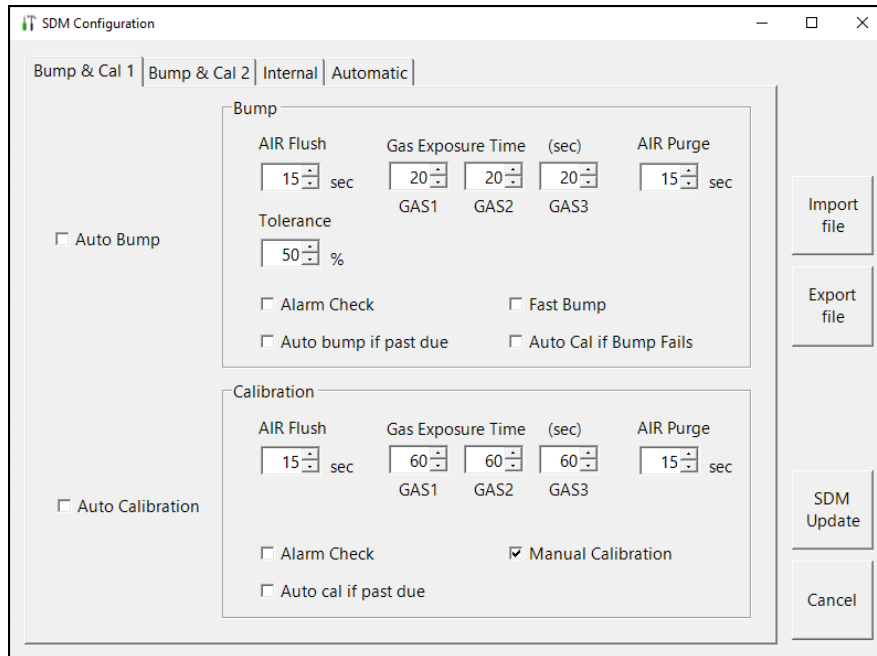 SDM Configuration
Bump & Cal 1 Bump & Cal 2 Internal Automatic
Bump
AIR Flush Gas Exposure Time (sec) AIR Purge
15 sec 20 20 20 15 sec
GAS1 GAS2 GAS3
Tolerance
Auto Bump
50 %
Alarm Check Fast Bump
Auto bump if past due Auto Cal if Bump Fails
Calibration
AIR Flush Gas Exposure Time (sec) AIR Purge
15 sec 60 60 60 15 sec
GAS1 GAS2 GAS3
Auto Calibration
Alarm Check Manual Calibration
Auto cal if past due
Import
file
Export
file
SDM
Update
Cancel